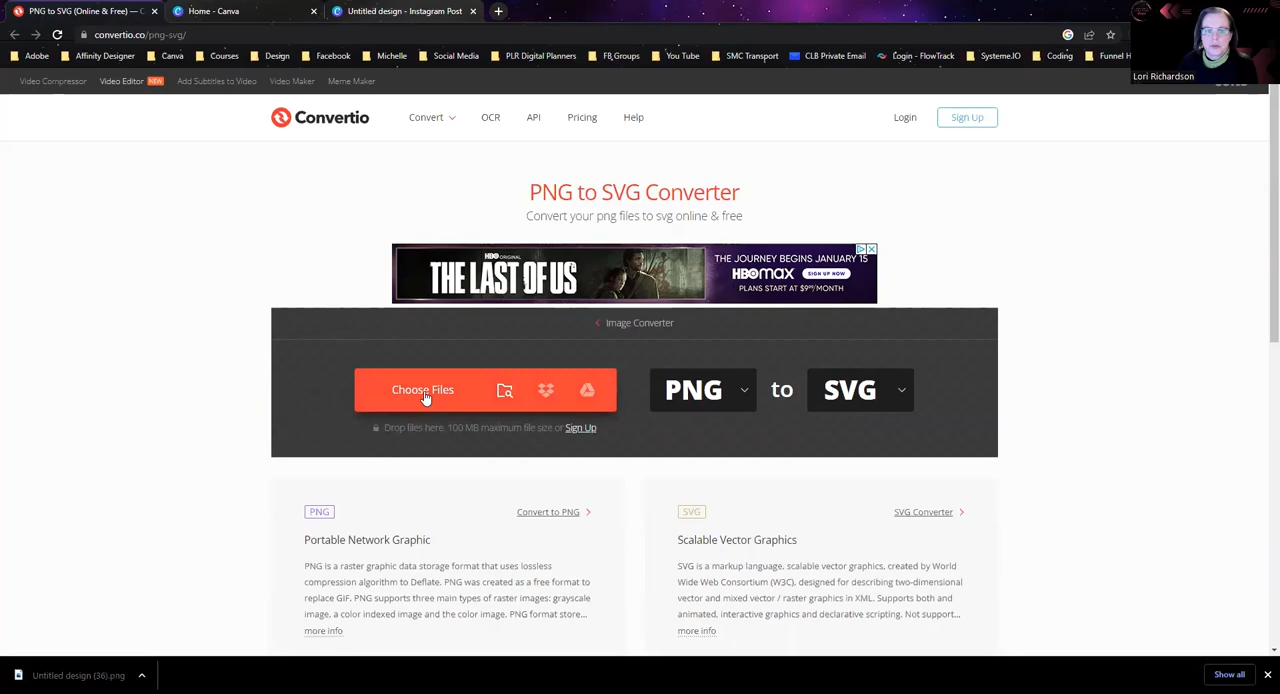 PNG to SVG (Online & Free) — C
Home - Canva
Untitled design - Instagram Post
convertio.co/png-svg/
Adobe
Affinity Designer
Canva
Courses
Design
Facebook
Michelle
Social Media
PLR Digital Planners
FB Groups
You Tube
SMC Transport
CLB Private Email
Login - FlowTrack
Systeme.IO
Coding
Funnel H
Lori Richardson
Video Compressor
Video Editor NEW
Add Subtitles to Video
Video Maker
Meme Maker
Convertio
Convert
OCR
API
Pricing
Help
Login
Sign Up
PNG to SVG Converter
Convert your png files to svg online & free
HBO ORIGINAL
THE LAST OF US
THE JOURNEY BEGINS JANUARY 15
HBOMAX SIGN UP NOW
PLANS START AT $9.99/MONTH
Image Converter
Choose Files
PNG to SVG
Drop files here. 100 MB maximum file size or Sign Up
PNG
Convert to PNG
Portable Network Graphic
PNG is a raster graphic data storage format that uses lossless
compression algorithm to Deflate. PNG was created as a free format to
replace GIF. PNG supports three main types of raster images: grayscale
image, a color indexed image and the color image. PNG format store...
more info
SVG
SVG Converter
Scalable Vector Graphics
SVG is a markup language, scalable vector graphics, created by World
Wide Web Consortium (W3C), designed for describing two-dimensional
vector and mixed vector / raster graphics in XML. Supports both and
animated, interactive graphics and declarative scripting. Not support...
more info
Untitled design (36).png
Show all